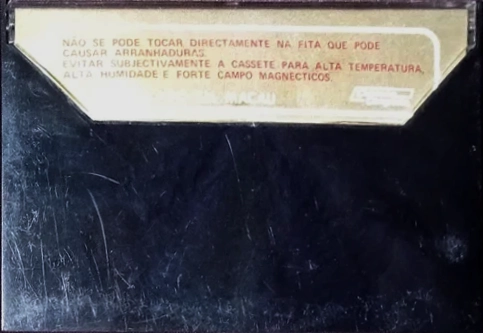 NÃO SE PODE TOCAR DIRECTAMENTE NA FITA QUE PODE
CAUSAR ARRANHADURAS.
EVITAR SUBJECTIVAMENTE A CASSETE PARA ALTA TEMPERATURA,
ALTA HUMIDADE E FORTE CAMPO MAGNECTICOS.
MACAU